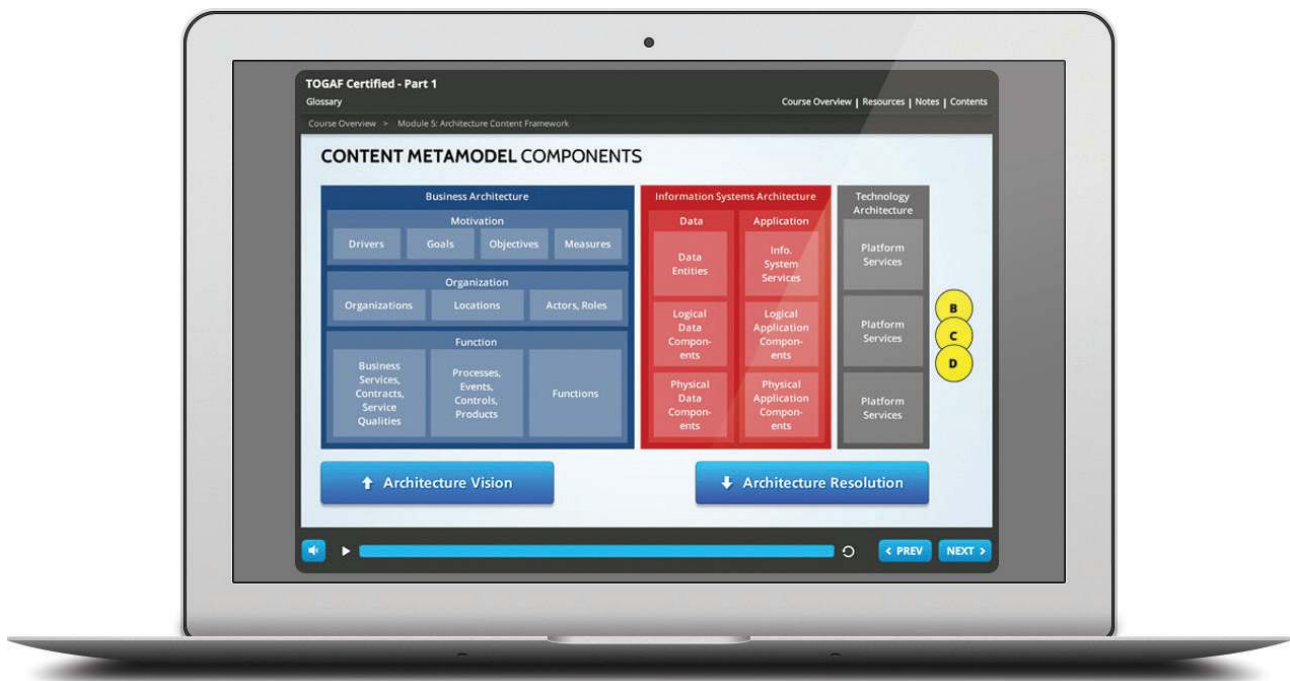 TOGAF Certified - Part 1
Glossary
Course Overview | Resources | Notes | Contents
Course Overview > Module 5: Architecture Content Framework
CONTENT METAMODEL COMPONENTS
Business Architecture
Motivation
Drivers
Goals
Objectives
Measures
Organization
Organizations
Locations
Actors, Roles
Function
Business
Services,
Contracts,
Service
Qualities
Processes,
Events,
Controls,
Products
Functions
Information Systems Architecture
Data
Data
Entities
Logical
Data
Compon-
ents
Physical
Data
Compon-
ents
Application
Info.
System
Services
Logical
Application
Compon-
ents
Physical
Application
Compon-
ents
Technology
Architecture
Platform
Services
Platform
Services
Platform
Services
B
C
D
Architecture Vision
Architecture Resolution
< PREV
NEXT >